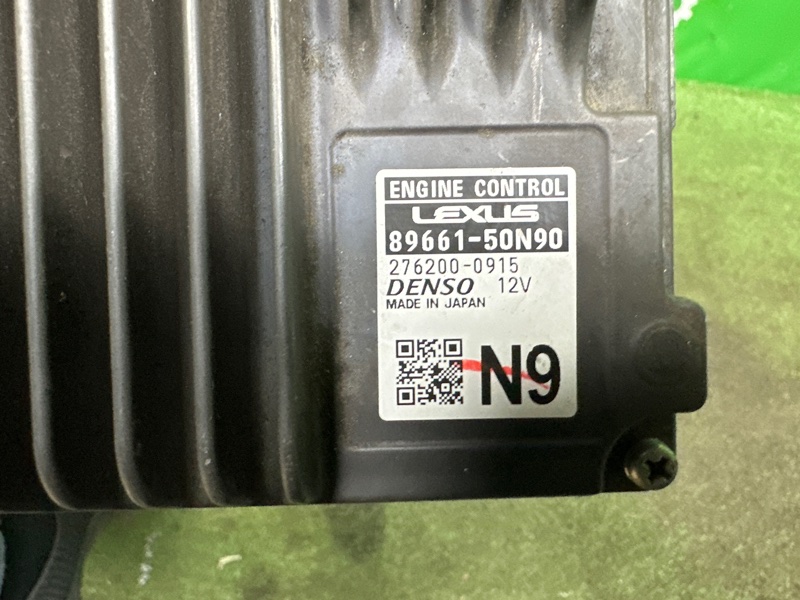 ENGINE CONTROL
LEXUS
89661-50N90
276200-0915
DENSO 12V
MADE IN JAPAN
N9